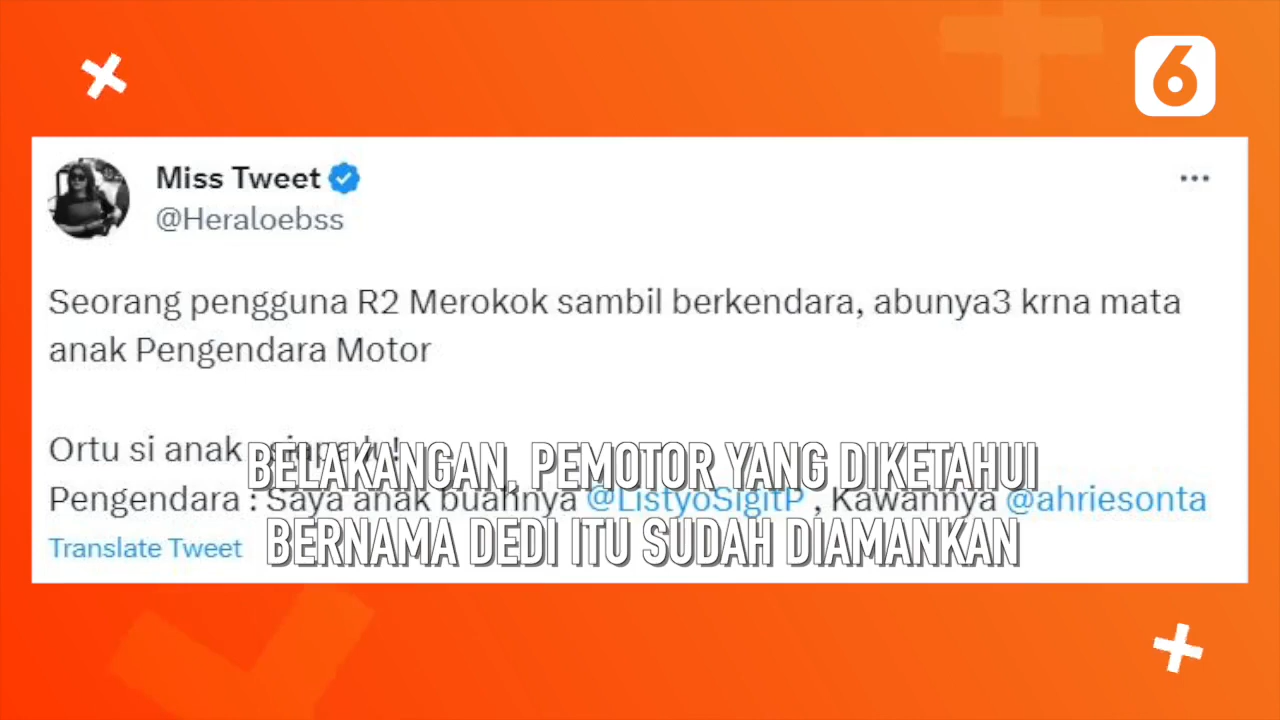 6
Miss Tweet
@Heraloebss
Seorang pengguna R2 Merokok sambil berkendara, abunya3 krna mata
anak Pengendara Motor
Ortu si anak
BELAKANGAN, PEMOTOR YANG DIKETAHUI
Pengendara : Saya anak buahnya @ListyoSigitP , Kawannya @ahriesonta
BERNAMA DEDI ITU SUDAH DIAMANKAN
Translate Tweet